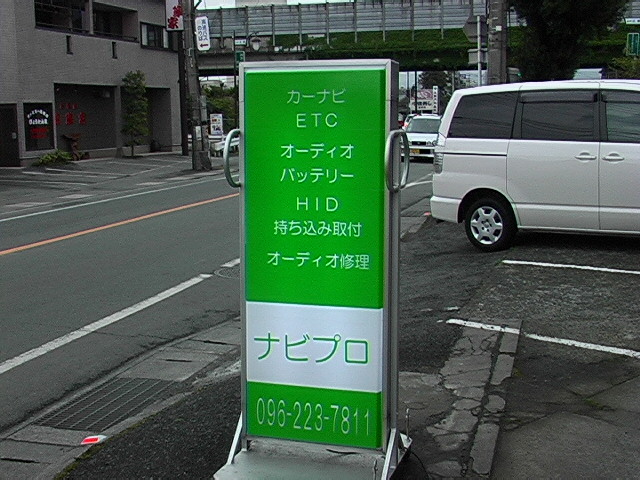 カーナビ
ETC
オーディオ
バッテリー
HID
持ち込み取付
オーディオ修理
ナビプロ
096-223-7811